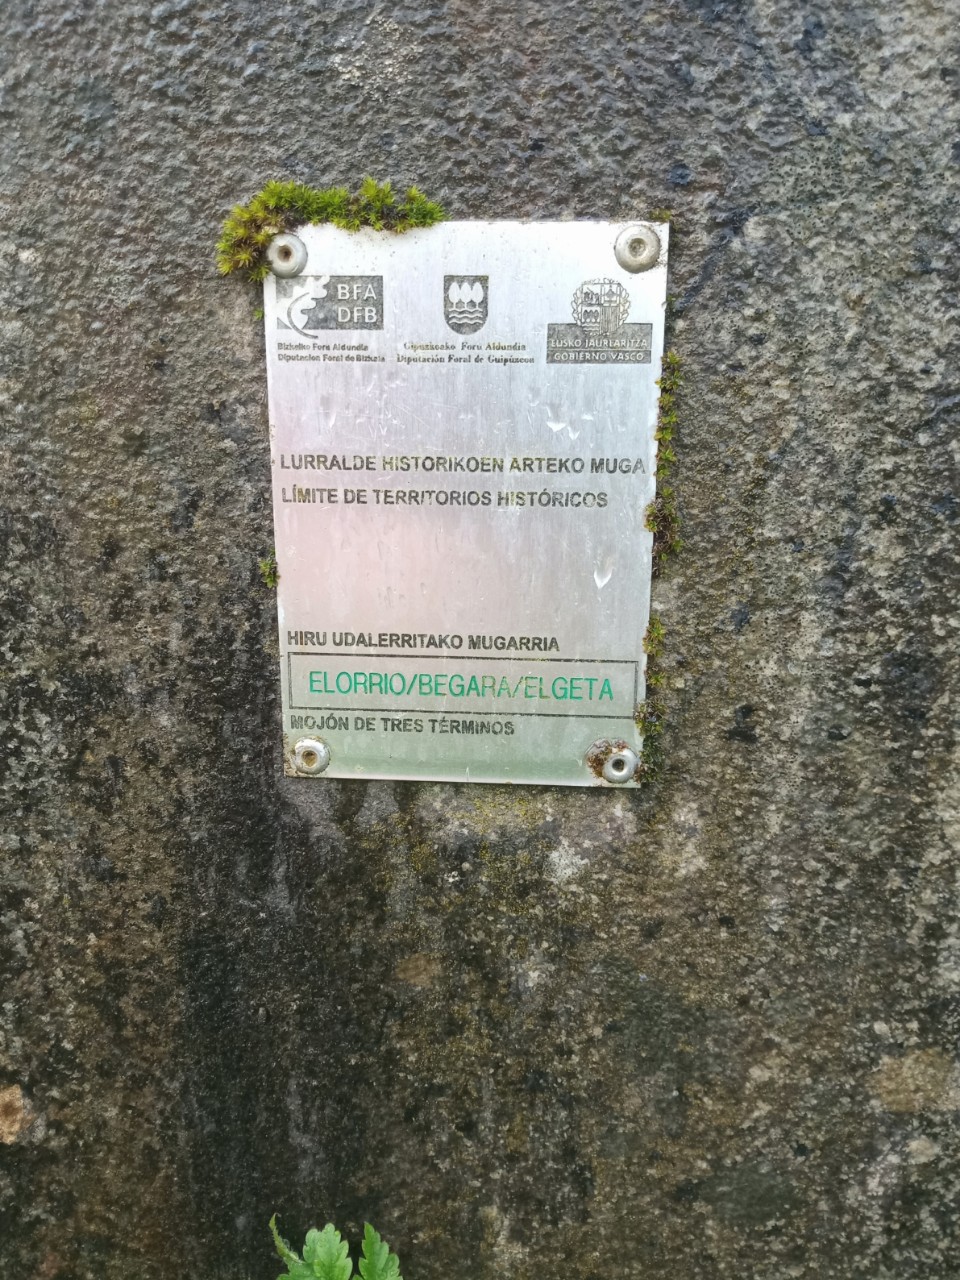 BFA
DFB
Bizkaiko Foru Aldundia
Diputación Foral de Bizkaia
Gipuzkoako Foru Aldundia
Diputación Foral de Guipúzcoa
EUSKO JAURLARITZA
GOBIERNO VASCO
LURRALDE HISTORIKOEN ARTEKO MUGA
LÍMITE DE TERRITORIOS HISTÓRICOS
HIRU UDALERRITAKO MUGARRIA
ELORRIO/BEGARA/ELGETA
MOJÓN DE TRES TÉRMINOS